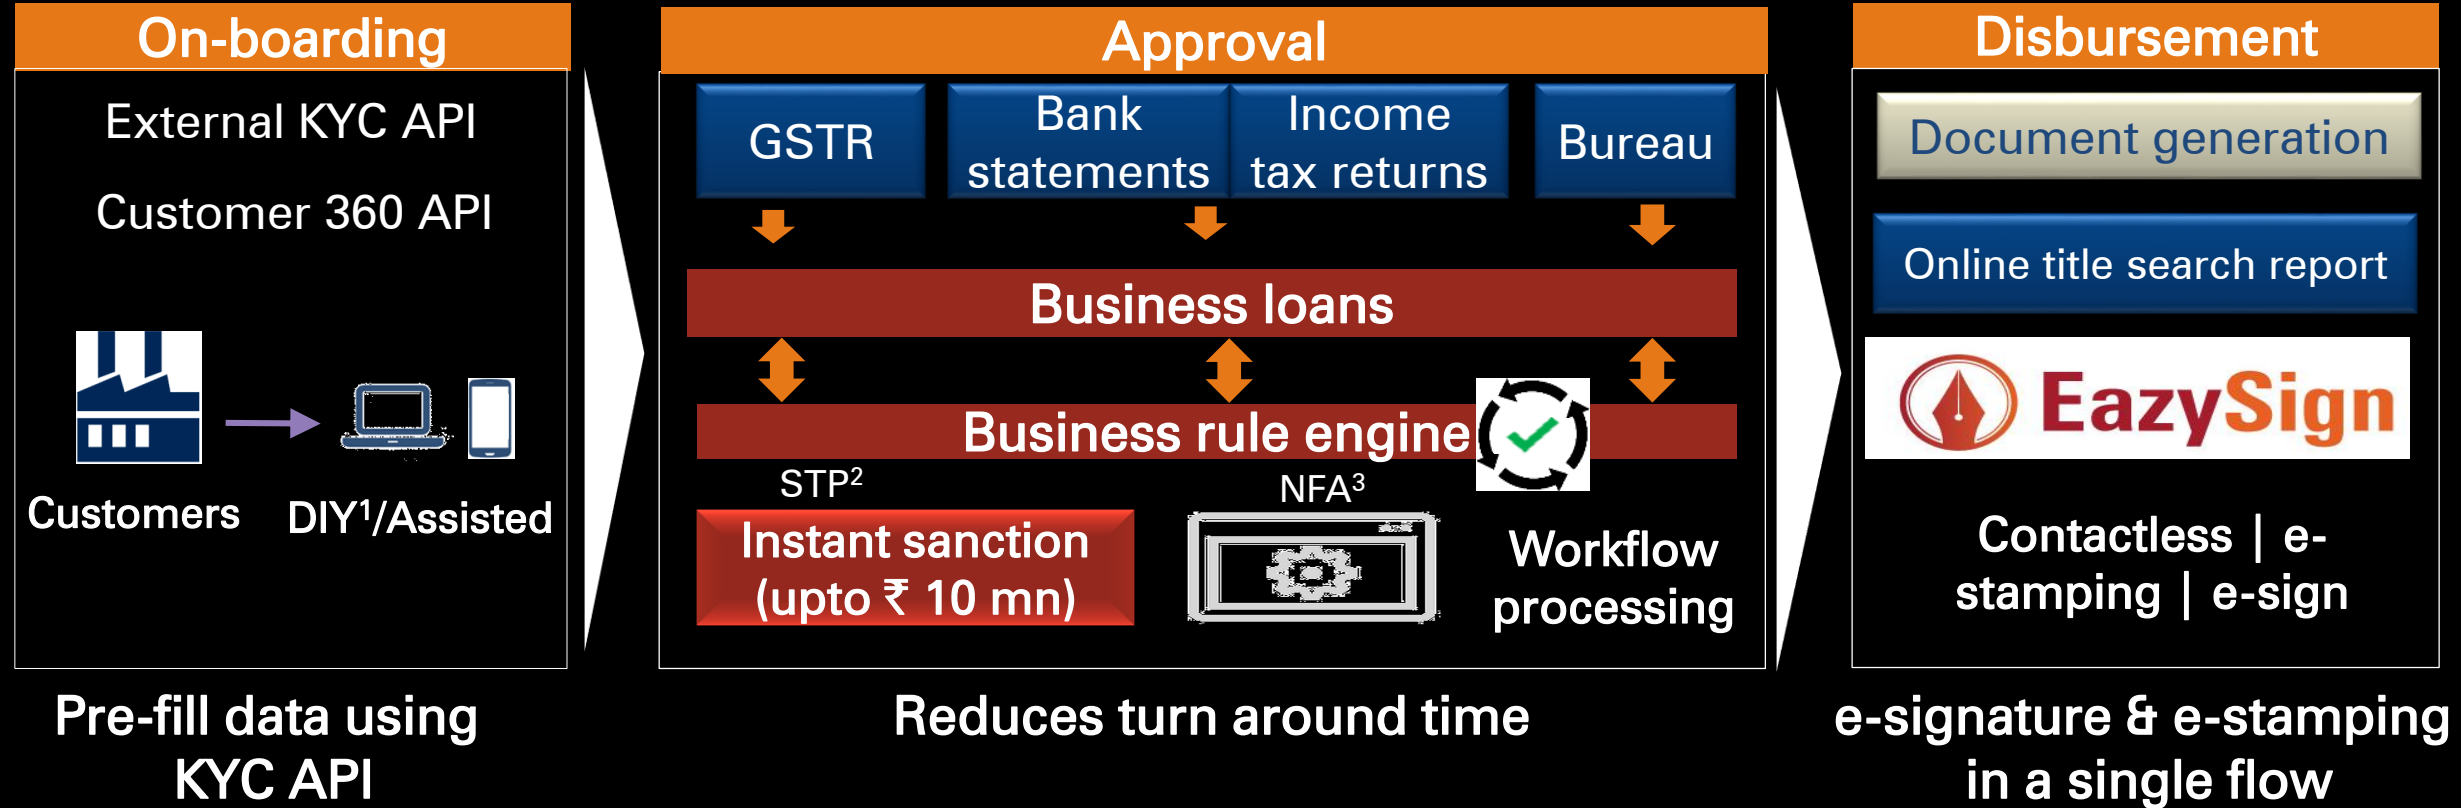 On-boarding
External KYC API
Customer 360 API
Customers
DIY¹/Assisted
Pre-fill data using
KYC API
Approval
GSTR
Bank
statements
Income
tax returns
Bureau
Business loans
Business rule engine
STP²
NFA³
Instant sanction
(upto ₹ 10 mn)
Workflow
processing
Reduces turn around time
Disbursement
Document generation
Online title search report
EazySign
Contactless | e-
stamping | e-sign
e-signature & e-stamping
in a single flow